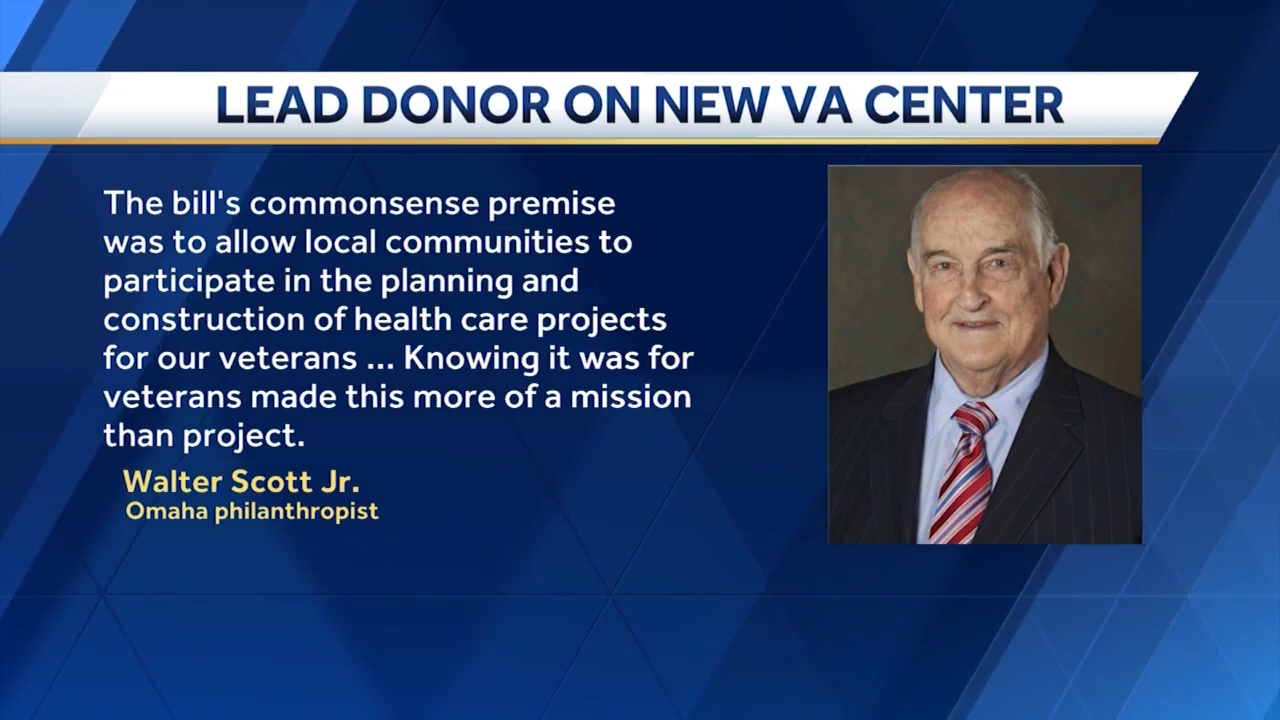 LEAD DONOR ON NEW VA CENTER
The bill's commonsense premise
was to allow local communities to
participate in the planning and
construction of health care projects
for our veterans ... Knowing it was for
veterans made this more of a mission
than project.
Walter Scott Jr.
Omaha philanthropist